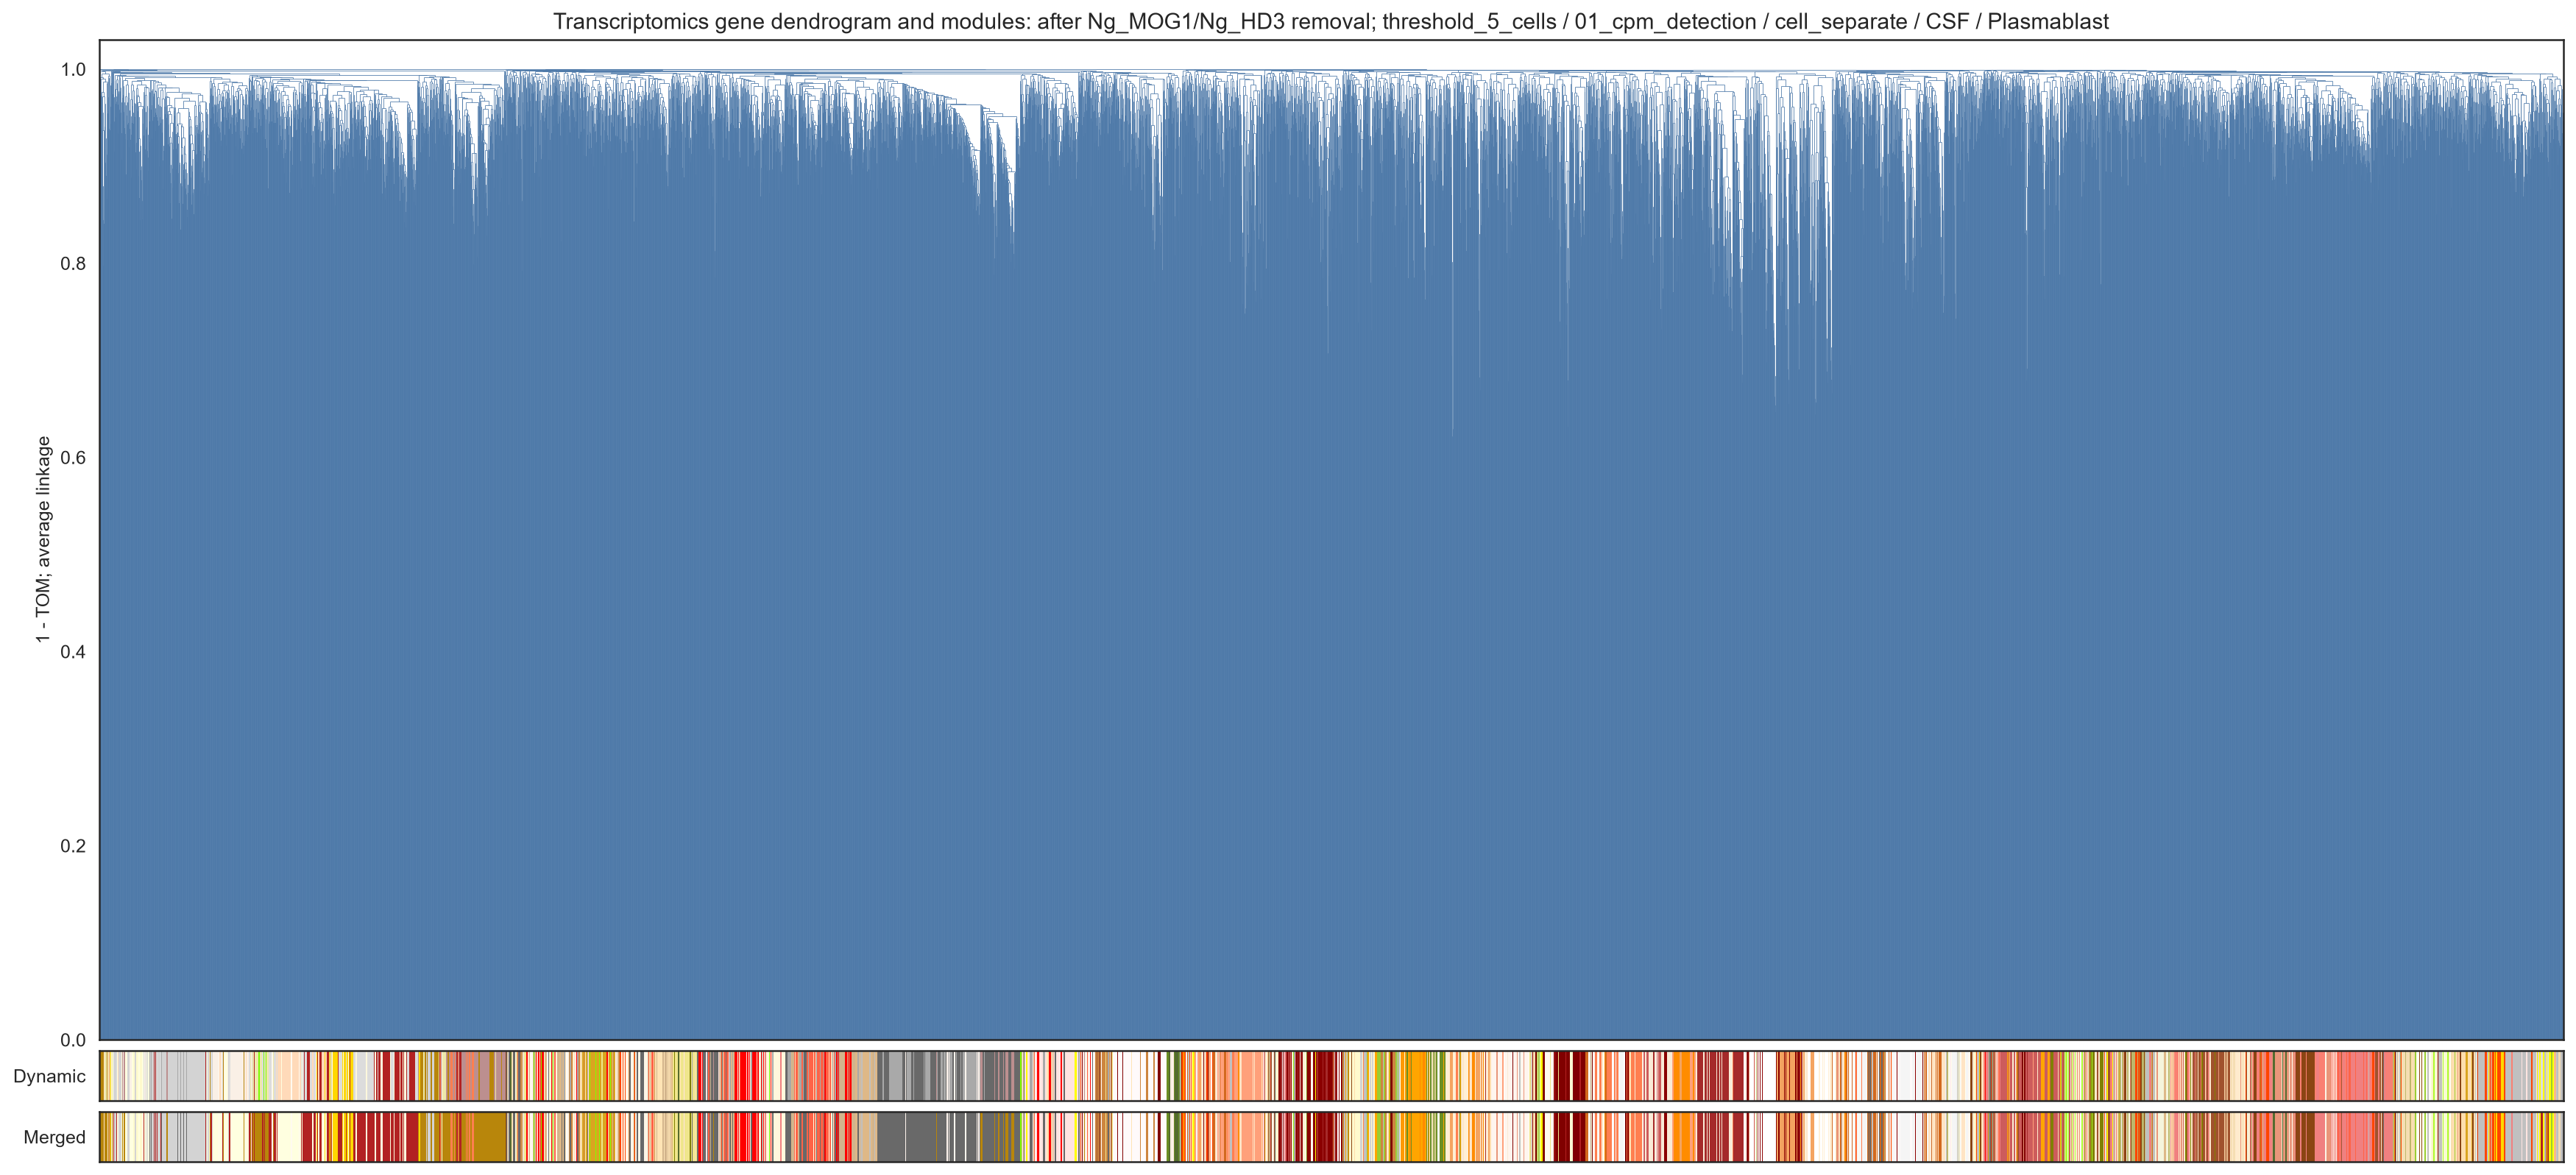 Transcriptomics gene dendrogram and modules: after Ng_MOG1/Ng_HD3 removal; threshold_5_cells / 01_cpm_detection / cell_separate / CSF / Plasmablast
1.0
0.8
0.6
0.4
0.2
0.0
1 - TOM; average linkage
Dynamic
Merged